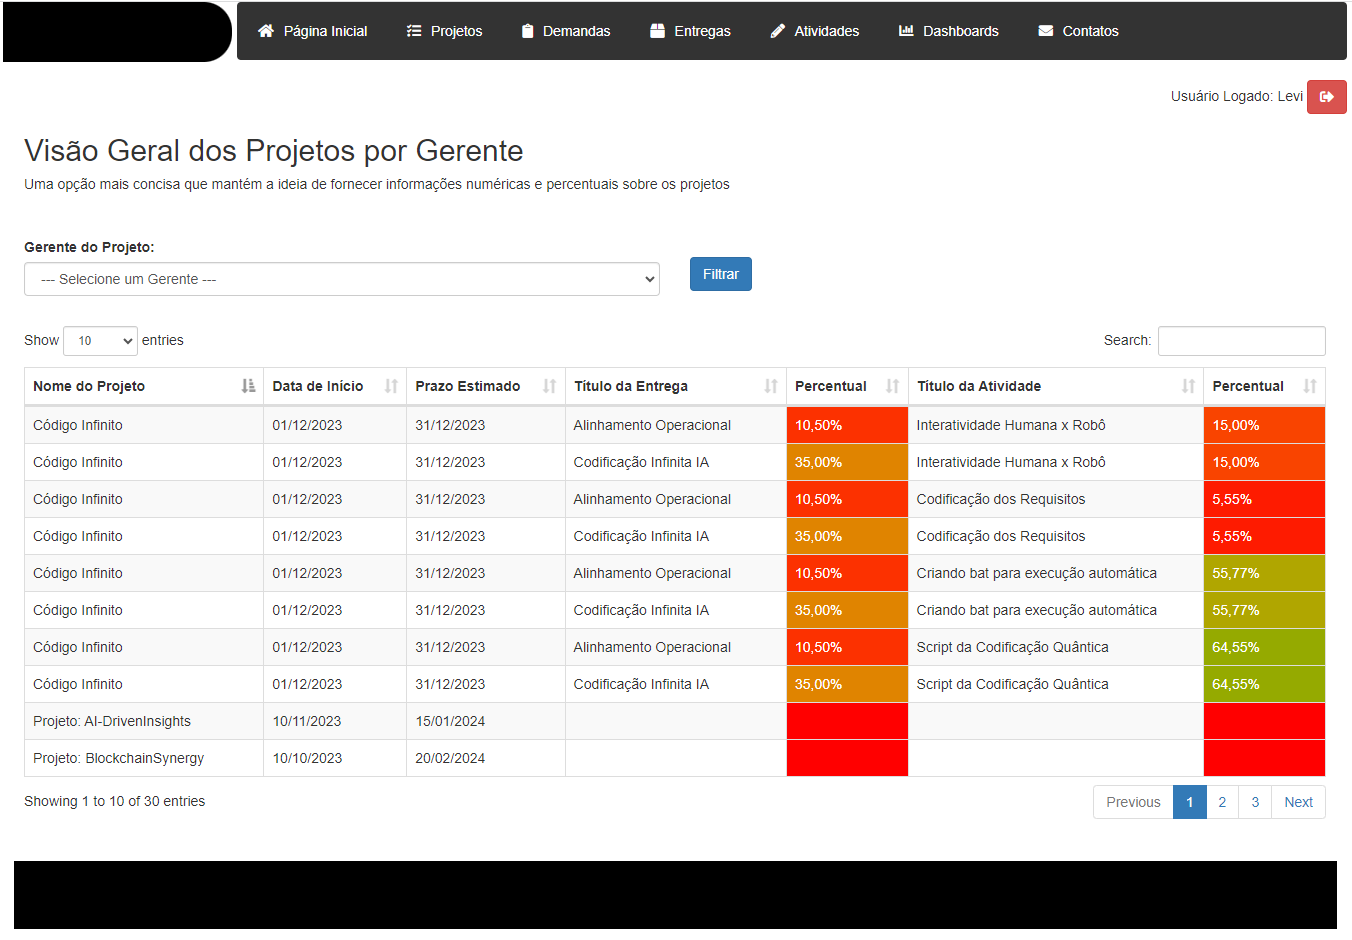 Página Inicial Projetos Demandas Entregas Atividades Dashboards Contatos
Usuário Logado: Levi
Visão Geral dos Projetos por Gerente
Uma opção mais concisa que mantém a ideia de fornecer informações numéricas e percentuais sobre os projetos
Gerente do Projeto:
--- Selecione um Gerente --- Filtrar
Show 10 entries Search:
Nome do Projeto Data de Início Prazo Estimado Título da Entrega Percentual Título da Atividade Percentual
Código Infinito 01/12/2023 31/12/2023 Alinhamento Operacional 10,50% Interatividade Humana x Robô 15,00%
Código Infinito 01/12/2023 31/12/2023 Codificação Infinita IA 35,00% Interatividade Humana x Robô 15,00%
Código Infinito 01/12/2023 31/12/2023 Alinhamento Operacional 10,50% Codificação dos Requisitos 5,55%
Código Infinito 01/12/2023 31/12/2023 Codificação Infinita IA 35,00% Codificação dos Requisitos 5,55%
Código Infinito 01/12/2023 31/12/2023 Alinhamento Operacional 10,50% Criando bat para execução automática 55,77%
Código Infinito 01/12/2023 31/12/2023 Codificação Infinita IA 35,00% Criando bat para execução automática 55,77%
Código Infinito 01/12/2023 31/12/2023 Alinhamento Operacional 10,50% Script da Codificação Quântica 64,55%
Código Infinito 01/12/2023 31/12/2023 Codificação Infinita IA 35,00% Script da Codificação Quântica 64,55%
Projeto: AI-DrivenInsights 10/11/2023 15/01/2024
Projeto: BlockchainSynergy 10/10/2023 20/02/2024
Showing 1 to 10 of 30 entries Previous 1 2 3 Next